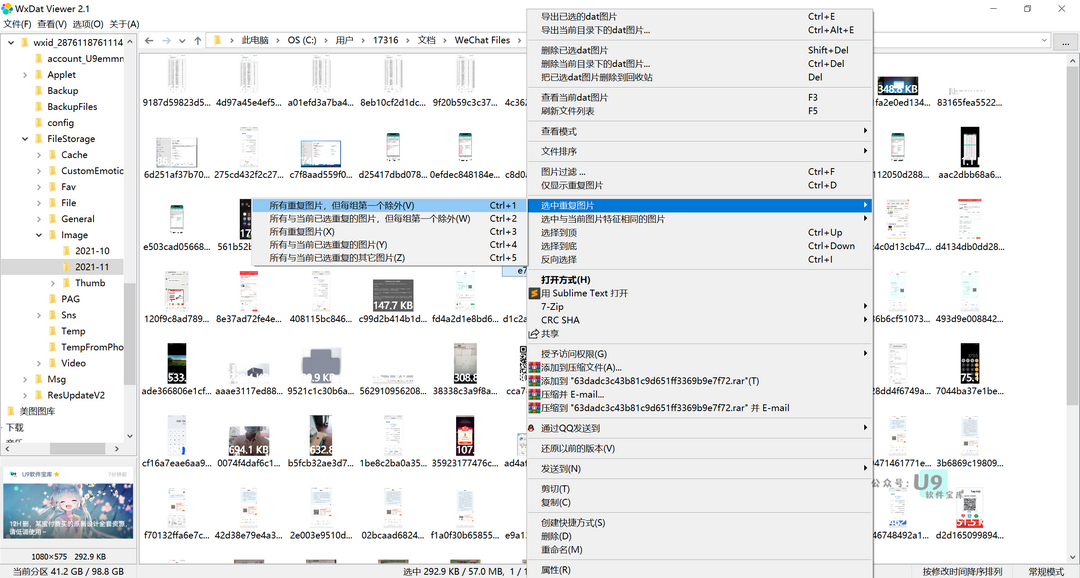 WxDat Viewer 2.1
文件(F) 查看(V) 选项(O) 关于(A)
此电脑 > OS (C:) > 用户 > 17316 > 文档 > WeChat Files >
...
wxid_2876118761114
account_U9emmn
Applet
Backup
BackupFiles
config
FileStorage
Cache
CustomEmotic
Fav
File
General
Image
2021-10
2021-11
Thumb
PAG
Sns
Temp
TempFromPho
Video
Msg
ResUpdateV2
美图图库
下载
音乐
U9软件宝库
1080×575 292.9 KB
当前分区 41.2 GB / 98.8 GB
9187d59823d5... 4d97a45e4ef5... a01efd3a7ba4... 8eb10cf2d1dc... 9f20b59c3c37... 4c362
348.8 KB
fa2e0ed134... 83165fea5522...
6d251af37b70... 275cd432f2c27... c7f8aad559f0... d25417dbd078... 0efdec848184e... c8d0a
112050d288... aac2dbb68a6...
e503cad05668... 561b52b
4c0d13cb47... d4134db0dd28...
e7
147.7 KB
120f9c8ad789... 8e37ad72fe4e... 408115bc846... c99d2b414b1d... fd4a2d1e8bd6... d1c2a
6b6cf51073... 493d9e008842...
533.
9.9 KB
308.8
75.4
ade366806e1cf... aaae3117ed88... 9521c1c30b6a... 562910956208... 38338c3a9f8a... cca7
28dd4f6749a... 7044ba37e1be...
694.1 KB
632.8
107.
cf16a7eae6aa9... 0074f4daf6c1... b5fcb32ae3d7... 1be8c2ba0a35... 35923177476c... ad4af
9471461771e... 3b6869c19809...
f70132ffa6e7c... 42d38e79e4a3... 2e003e9510d... 02bcaad6824... f1a0f30b65855... e9a1
46748492a1... d2d165099894...
51.5 K
导出已选的dat图片 Ctrl+E
导出当前目录下的dat图片... Ctrl+Alt+E
删除已选dat图片 Shift+Del
删除当前目录下的dat图片... Ctrl+Del
把已选dat图片删除到回收站 Del
查看当前dat图片 F3
刷新文件列表 F5
查看模式
文件排序
图片过滤 ... Ctrl+F
仅显示重复图片 Ctrl+D
选中重复图片
选中与当前图片特征相同的图片
选择到顶 Ctrl+Up
选择到底 Ctrl+Down
反向选择 Ctrl+I
打开方式(H)
用 Sublime Text 打开
7-Zip
CRC SHA
共享
授予访问权限(G)
添加到压缩文件(A)...
添加到 "63dadc3c43b81c9d651ff3369b9e7f72.rar"(T)
压缩并 E-mail...
压缩到 "63dadc3c43b81c9d651ff3369b9e7f72.rar" 并 E-mail
通过QQ发送到
还原以前的版本(V)
发送到(N)
剪切(T)
复制(C)
创建快捷方式(S)
删除(D)
重命名(M)
属性(R)
所有重复图片，但每组第一个除外(V) Ctrl+1
所有与当前已选重复的图片，但每组第一个除外(W) Ctrl+2
所有重复图片(X) Ctrl+3
所有与当前已选重复的图片(Y) Ctrl+4
所有与当前已选重复的其它图片(Z) Ctrl+5
公众号: U9
软件宝库
选中 292.9 KB / 57.0 MB, 1 / 1
按修改时间降序排列
常规模式